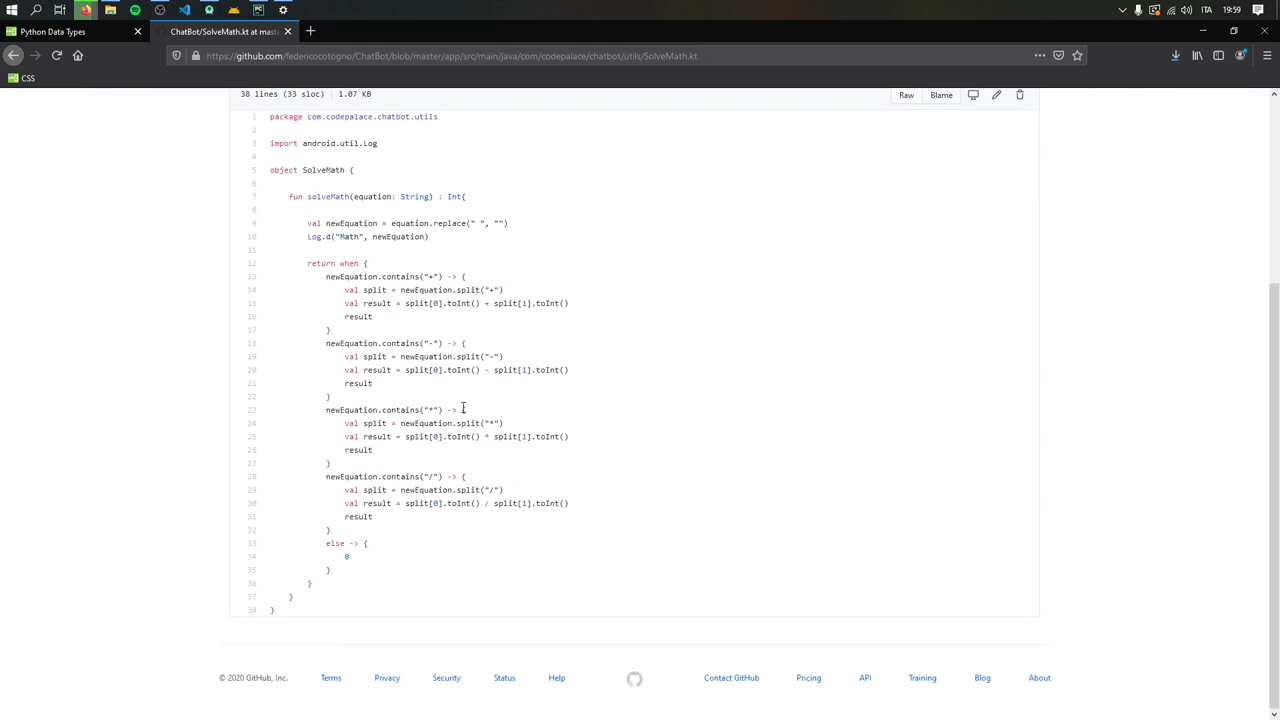 ITA
19:59
Python Data Types
ChatBot/SolveMath.kt at mast
https://github.com/federicocotogno/ChatBot/blob/master/app/src/main/java/com/codepalace/chatbot/utils/SolveMath.kt
CSS
38 lines (33 sloc) 1.07 KB
Raw Blame
1 package com.codepalace.chatbot.utils
2
3 import android.util.Log
4
5 object SolveMath {
6
7 fun solveMath(equation: String) : Int{
8
9 val newEquation = equation.replace(" ", "")
10 Log.d("Math", newEquation)
11
12 return when {
13 newEquation.contains("+") -> {
14 val split = newEquation.split("+")
15 val result = split[0].toInt() + split[1].toInt()
16 result
17 }
18 newEquation.contains("-") -> {
19 val split = newEquation.split("-")
20 val result = split[0].toInt() - split[1].toInt()
21 result
22 }
23 newEquation.contains("*") -> {
24 val split = newEquation.split("*")
25 val result = split[0].toInt() * split[1].toInt()
26 result
27 }
28 newEquation.contains("/") -> {
29 val split = newEquation.split("/")
30 val result = split[0].toInt() / split[1].toInt()
31 result
32 }
33 else -> {
34 0
35 }
36 }
37 }
38 }
© 2020 GitHub, Inc. Terms Privacy Security Status Help Contact GitHub Pricing API Training Blog About